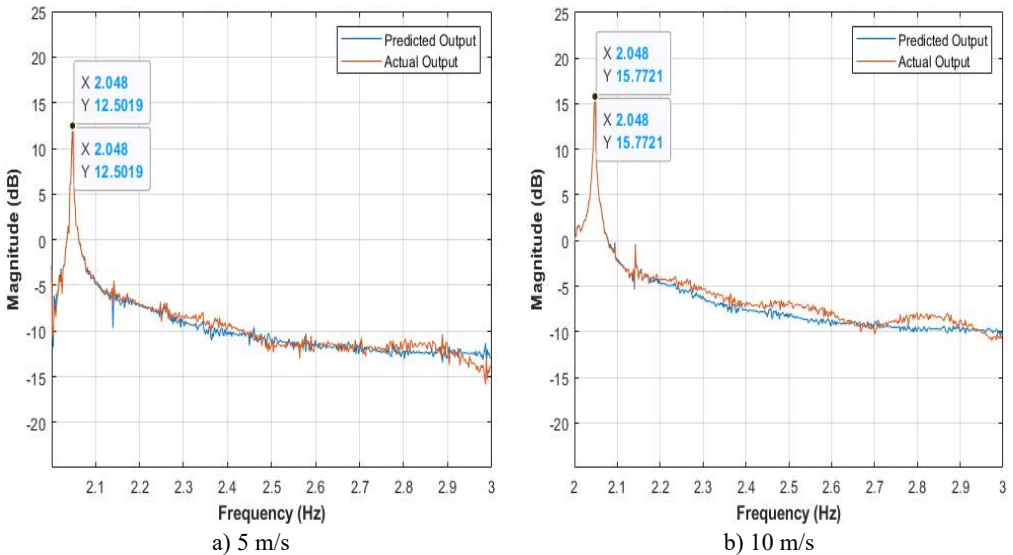 25
20
15
10
5
0
-5
-10
-15
-20
Magnitude (dB)
Predicted Output
Actual Output
X 2.048
Y 12.5019
X 2.048
Y 12.5019
2.1 2.2 2.3 2.4 2.5 2.6 2.7 2.8 2.9 3
Frequency (Hz)
a) 5 m/s
25
20
15
10
5
0
-5
-10
-15
-20
Magnitude (dB)
Predicted Output
Actual Output
X 2.048
Y 15.7721
X 2.048
Y 15.7721
2 2.1 2.2 2.3 2.4 2.5 2.6 2.7 2.8 2.9 3
Frequency (Hz)
b) 10 m/s